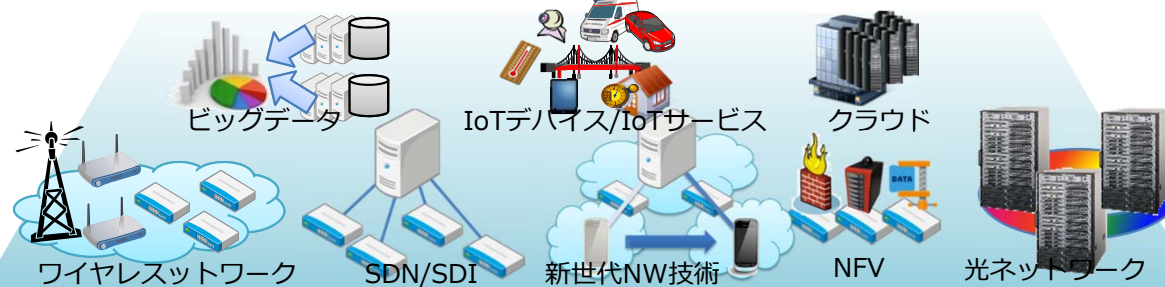 ビッグデータ
IoTデバイス/IoTサービス
クラウド
DATA
ワイヤレスットワーク
SDN/SDI
新世代NW技術
NFV
光ネットワーク